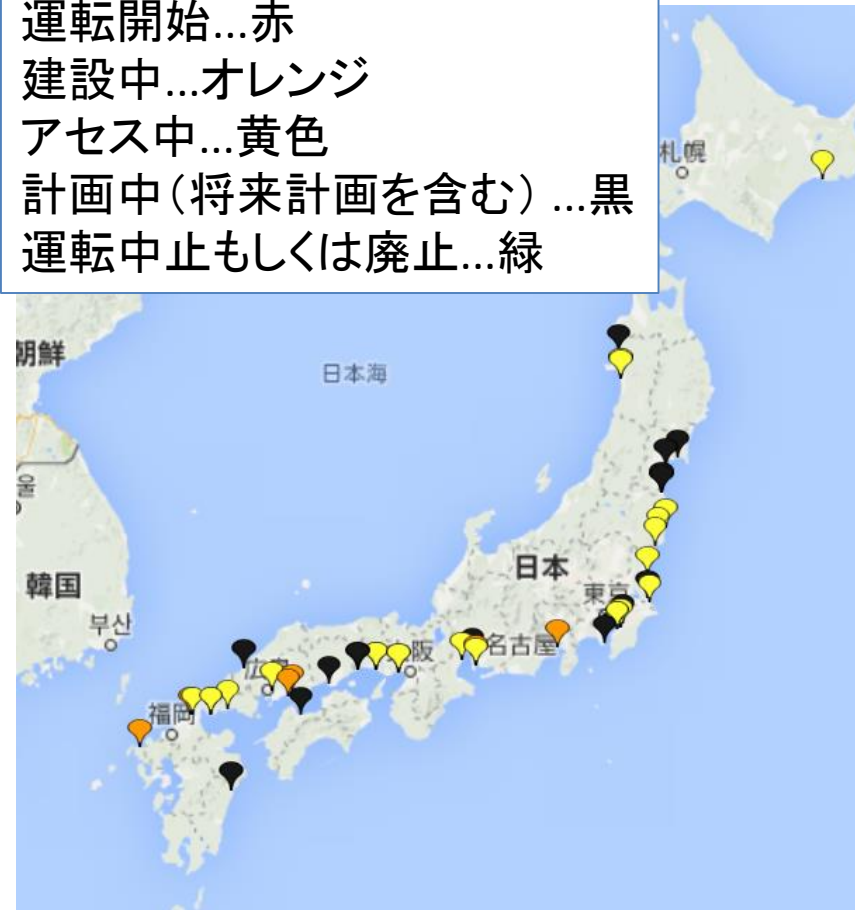 運転開始…赤
建設中…オレンジ
アセス中…黄色
計画中（将来計画を含む）…黒
運転中止もしくは廃止…緑
札幌
朝鮮
日本海
울
韓国
日本
東京
부산
名古屋
大阪
広島
福岡